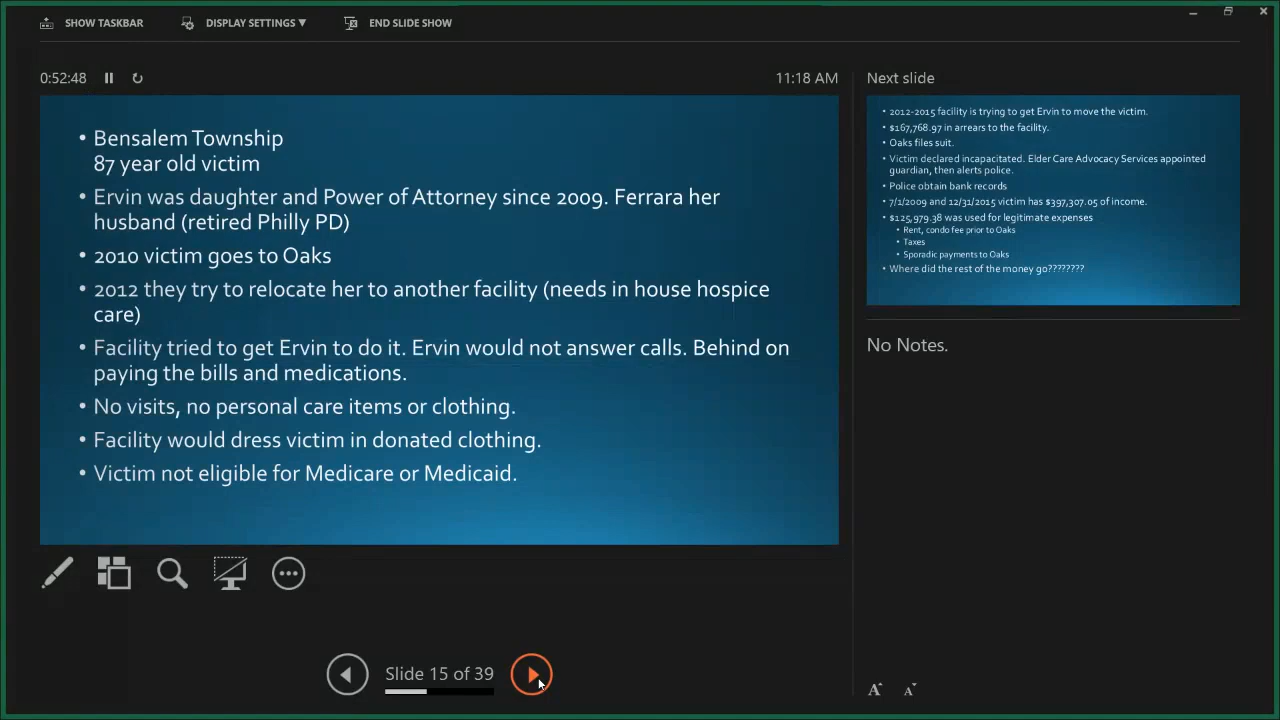 SHOW TASKBAR DISPLAY SETTINGS ▼ END SLIDE SHOW
0:52:48 11:18 AM
• Bensalem Township
87 year old victim
• Ervin was daughter and Power of Attorney since 2009. Ferrara her
husband (retired Philly PD)
• 2010 victim goes to Oaks
• 2012 they try to relocate her to another facility (needs in house hospice
care)
• Facility tried to get Ervin to do it. Ervin would not answer calls. Behind on
paying the bills and medications.
• No visits, no personal care items or clothing.
• Facility would dress victim in donated clothing.
• Victim not eligible for Medicare or Medicaid.
Slide 15 of 39
Next slide
• 2012-2015 facility is trying to get Ervin to move the victim.
• $167,768.97 in arrears to the facility.
• Oaks files suit.
• Victim declared incapacitated. Elder Care Advocacy Services appointed
guardian, then alerts police.
• Police obtain bank records
• 7/1/2009 and 12/31/2015 victim has $397,307.05 of income.
• $125,979.38 was used for legitimate expenses
• Rent, condo fee prior to Oaks
• Taxes
• Sporadic payments to Oaks
• Where did the rest of the money go????????
No Notes.
A A